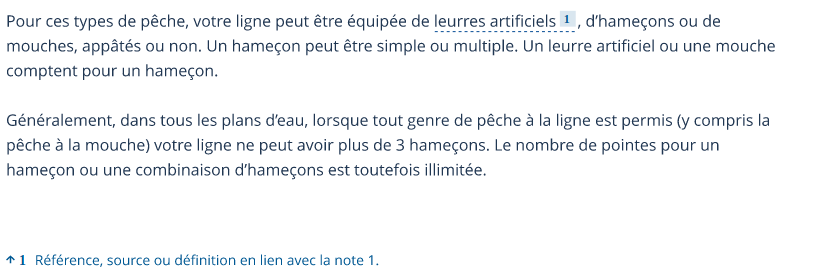 Pour ces types de pêche, votre ligne peut être équipée de leurres artificiels 1, d’hameçons ou de
mouches, appâtés ou non. Un hameçon peut être simple ou multiple. Un leurre artificiel ou une mouche
comptent pour un hameçon.
Généralement, dans tous les plans d’eau, lorsque tout genre de pêche à la ligne est permis (y compris la
pêche à la mouche) votre ligne ne peut avoir plus de 3 hameçons. Le nombre de pointes pour un
hameçon ou une combinaison d’hameçons est toutefois illimitée.
↑ 1 Référence, source ou définition en lien avec la note 1.